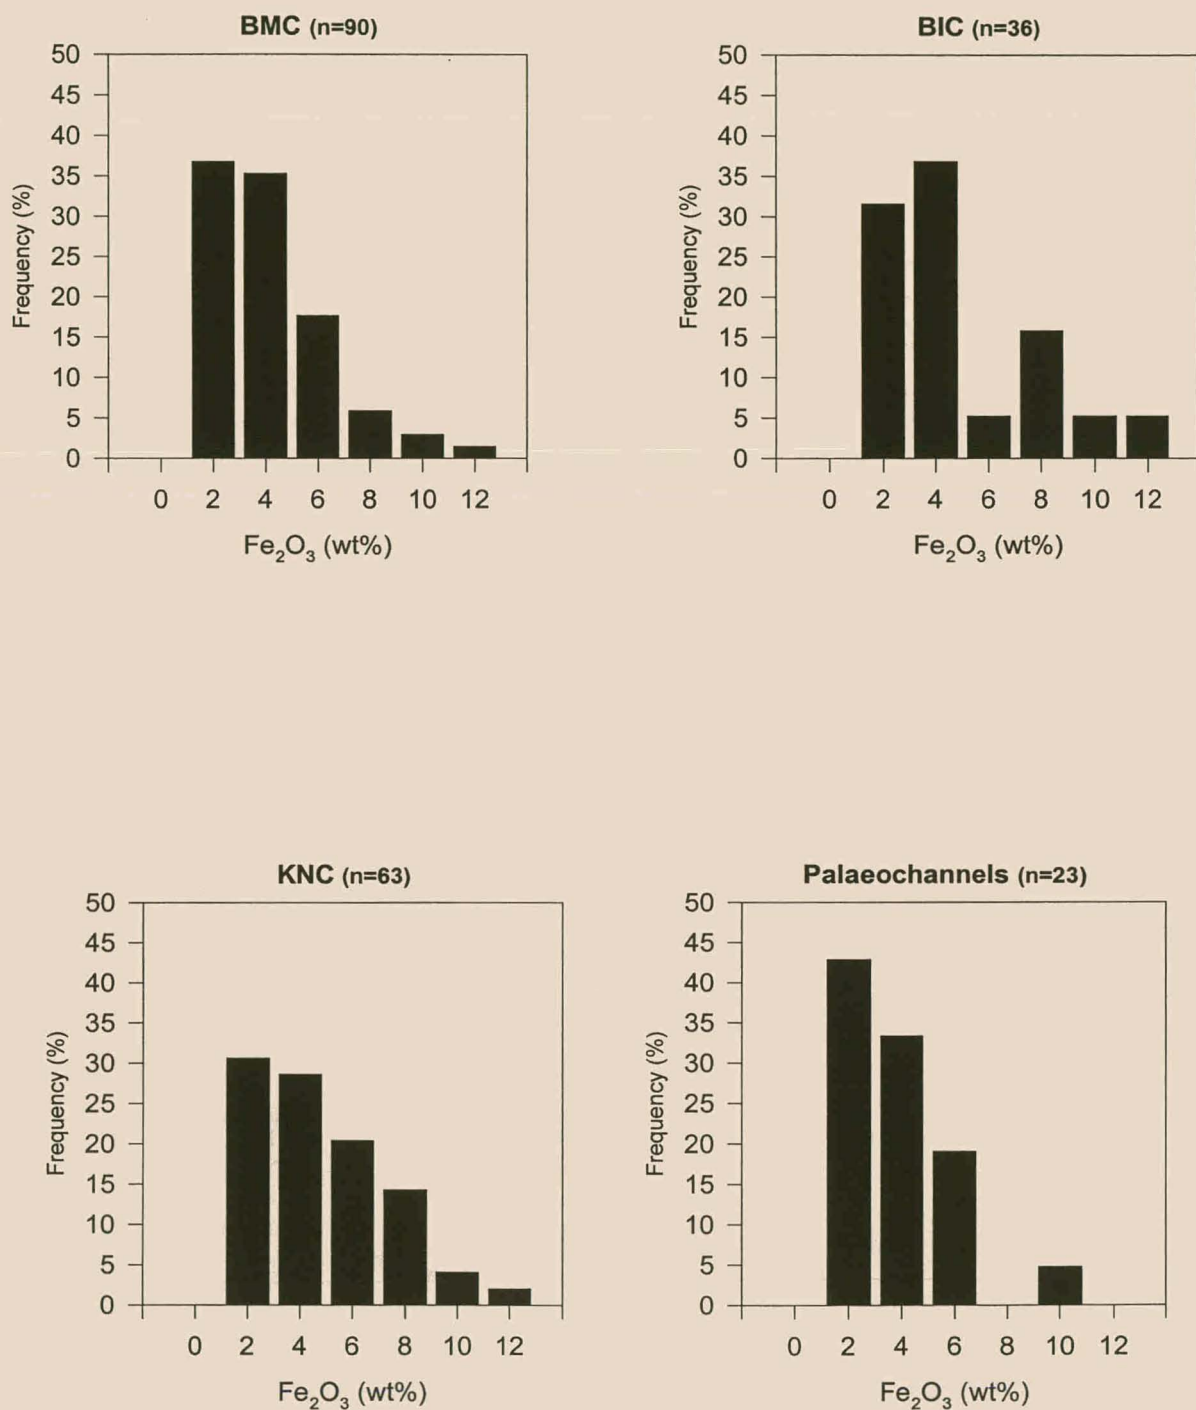 BMC (n=90)
50
45
40
35
30
25
20
15
10
5
0
Frequency (%)
0 2 4 6 8 10 12
Fe₂O₃ (wt%)
BIC (n=36)
50
45
40
35
30
25
20
15
10
5
0
Frequency (%)
0 2 4 6 8 10 12
Fe₂O₃ (wt%)
KNC (n=63)
50
45
40
35
30
25
20
15
10
5
0
Frequency (%)
0 2 4 6 8 10 12
Fe₂O₃ (wt%)
Palaeochannels (n=23)
50
45
40
35
30
25
20
15
10
5
0
Frequency (%)
0 2 4 6 8 10 12
Fe₂O₃ (wt%)